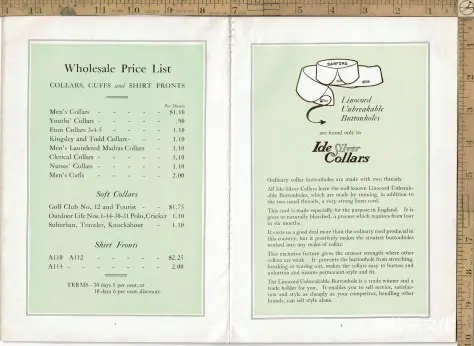 Wholesale Price List
COLLARS, CUFFS AND SHIRT FRONTS
Per Dozen
Men's Collars - - - - $1.10
Youths' Collars - - - - .90
Eton Collars 3-4-5 - - - 1.10
Kingsley and Todd Collars - - 1.10
Men's Laundered Madras Collars - 1.10
Clerical Collars - - - - 1.10
Nurses' Collars - - - - 1.10
Men's Cuffs - - - - 2.00
Soft Collars
Golf Club No. 12 and Tourist - - $1.75
Outdoor Life Nos. 1-14-30-31 Polo, Cricket 1.10
Suburban, Traveler, Knockabout - 1.10
Shirt Fronts
A110 A112 - - - - $2.25
A114 - - - - - 2.00
TERMS—30 days 5 per cent. or
10 days 6 per cent discount.
SANFORD
Linocord
Unbreakable
Buttonholes
are found only in
Ide Silver
Collars
Ordinary collar buttonholes are made with two threads.
All Ide Silver Collars have the well known Linocord Unbreak-
able Buttonholes, which are made by running, in addition to
the two usual threads, a very strong linen cord.
This cord is made especially for the purpose in England. It is
grass or naturally bleached, a process which requires from four
to six months.
It costs us a good deal more than the ordinary cord produced in
this country, but it positively makes the stoutest buttonholes
worked into any make of collar.
This exclusive feature gives the utmost strength where other
collars are weak. It prevents the buttonhole from stretching,
breaking or tearing out, makes the collars easy to button and
unbutton and assures permanent style and fit.
The Linocord Unbreakable Buttonhole is a trade winner and a
trade holder for you. It enables you to sell service, satisfac-
tion and style as cheaply as your competitor, handling other
brands, can sell style alone.